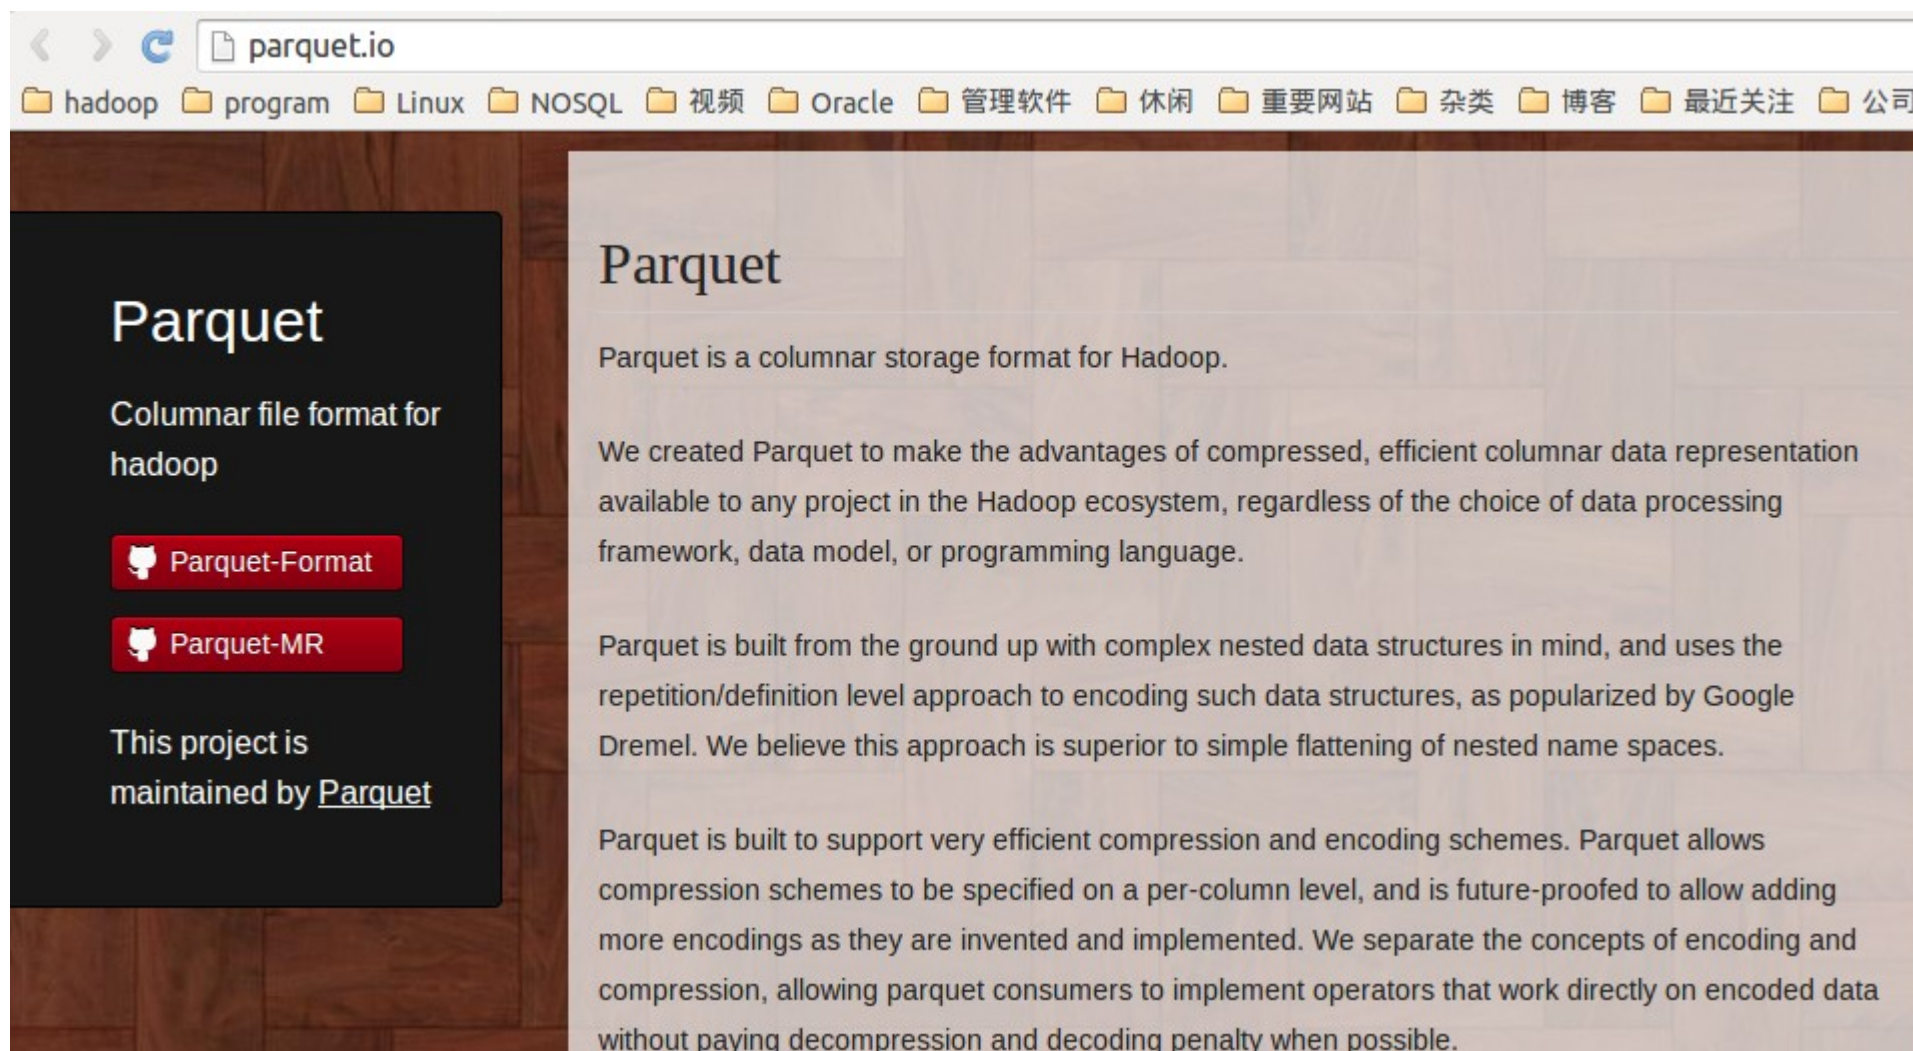 parquet.io
hadoop program Linux NOSQL 视频 Oracle 管理软件 休闲 重要网站 杂类 博客 最近关注 公司
Parquet
Columnar file format for
hadoop
Parquet-Format
Parquet-MR
This project is
maintained by Parquet
Parquet
Parquet is a columnar storage format for Hadoop.
We created Parquet to make the advantages of compressed, efficient columnar data representation
available to any project in the Hadoop ecosystem, regardless of the choice of data processing
framework, data model, or programming language.
Parquet is built from the ground up with complex nested data structures in mind, and uses the
repetition/definition level approach to encoding such data structures, as popularized by Google
Dremel. We believe this approach is superior to simple flattening of nested name spaces.
Parquet is built to support very efficient compression and encoding schemes. Parquet allows
compression schemes to be specified on a per-column level, and is future-proofed to allow adding
more encodings as they are invented and implemented. We separate the concepts of encoding and
compression, allowing parquet consumers to implement operators that work directly on encoded data
without paying decompression and decoding penalty when possible.